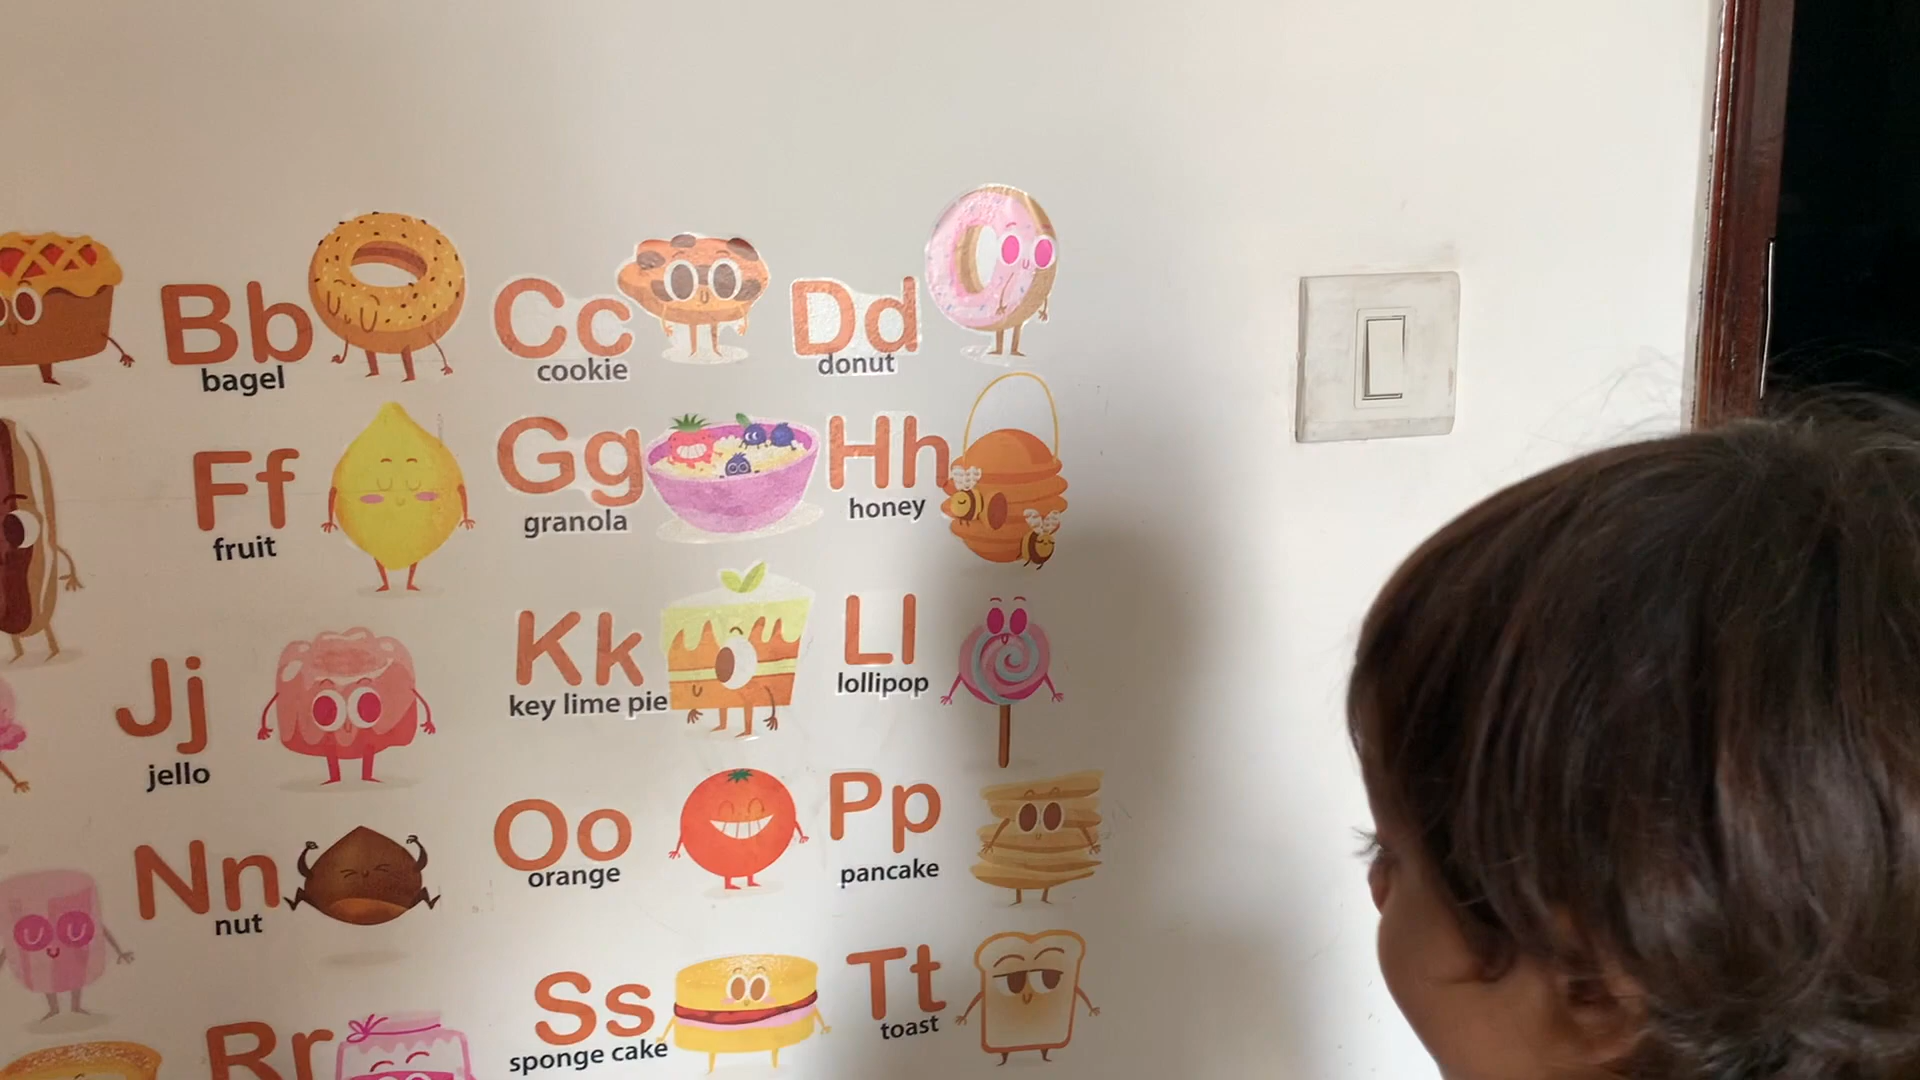 Bb
bagel
Cc
cookie
Dd
donut
Ff
fruit
Gg
granola
Hh
honey
Jj
jello
Kk
key lime pie
Ll
lollipop
Nn
nut
Oo
orange
Pp
pancake
Rr
Ss
sponge cake
Tt
toast